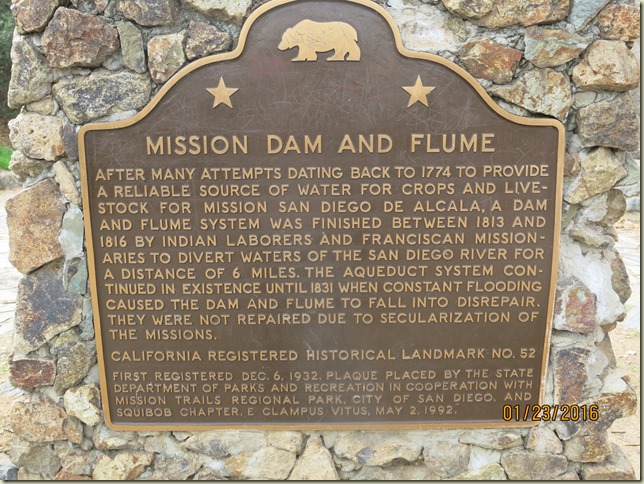 MISSION DAM AND FLUME
AFTER MANY ATTEMPTS DATING BACK TO 1774 TO PROVIDE
A RELIABLE SOURCE OF WATER FOR CROPS AND LIVE-
STOCK FOR MISSION SAN DIEGO DE ALCALA, A DAM
AND FLUME SYSTEM WAS FINISHED BETWEEN 1813 AND
1816 BY INDIAN LABORERS AND FRANCISCAN MISSION-
ARIES TO DIVERT WATERS OF THE SAN DIEGO RIVER FOR
A DISTANCE OF 6 MILES. THE AQUEDUCT SYSTEM CON-
TINUED IN EXISTENCE UNTIL 1831 WHEN CONSTANT FLOODING
CAUSED THE DAM AND FLUME TO FALL INTO DISREPAIR.
THEY WERE NOT REPAIRED DUE TO SECULARIZATION OF
THE MISSIONS.
CALIFORNIA REGISTERED HISTORICAL LANDMARK NO. 52
FIRST REGISTERED DEC. 6, 1932. PLAQUE PLACED BY THE STATE
DEPARTMENT OF PARKS AND RECREATION IN COOPERATION WITH
MISSION TRAILS REGIONAL PARK, CITY OF SAN DIEGO, AND
SQUIBOB CHAPTER, E CLAMPUS VITUS, MAY 2, 1992.
01/23/2016